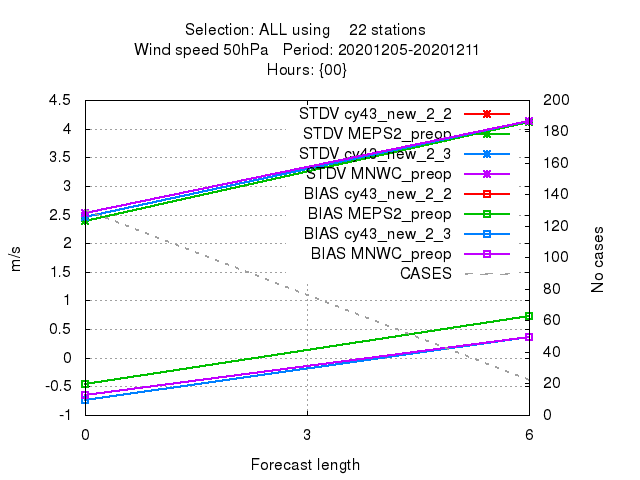 Selection: ALL using 22 stations
Wind speed 50hPa Period: 20201205-20201211
Hours: {00}
4.5
4
3.5
3
2.5
2
1.5
1
0.5
0
-0.5
-1
m/s
STDV cy43_new_2_2
STDV MEPS2_preop
STDV cy43_new_2_3
STDV MNWC_preop
BIAS cy43_new_2_2
BIAS MEPS2_preop
BIAS cy43_new_2_3
BIAS MNWC_preop
CASES
200
180
160
140
120
100
80
60
40
20
0
No cases
0 3 6
Forecast length